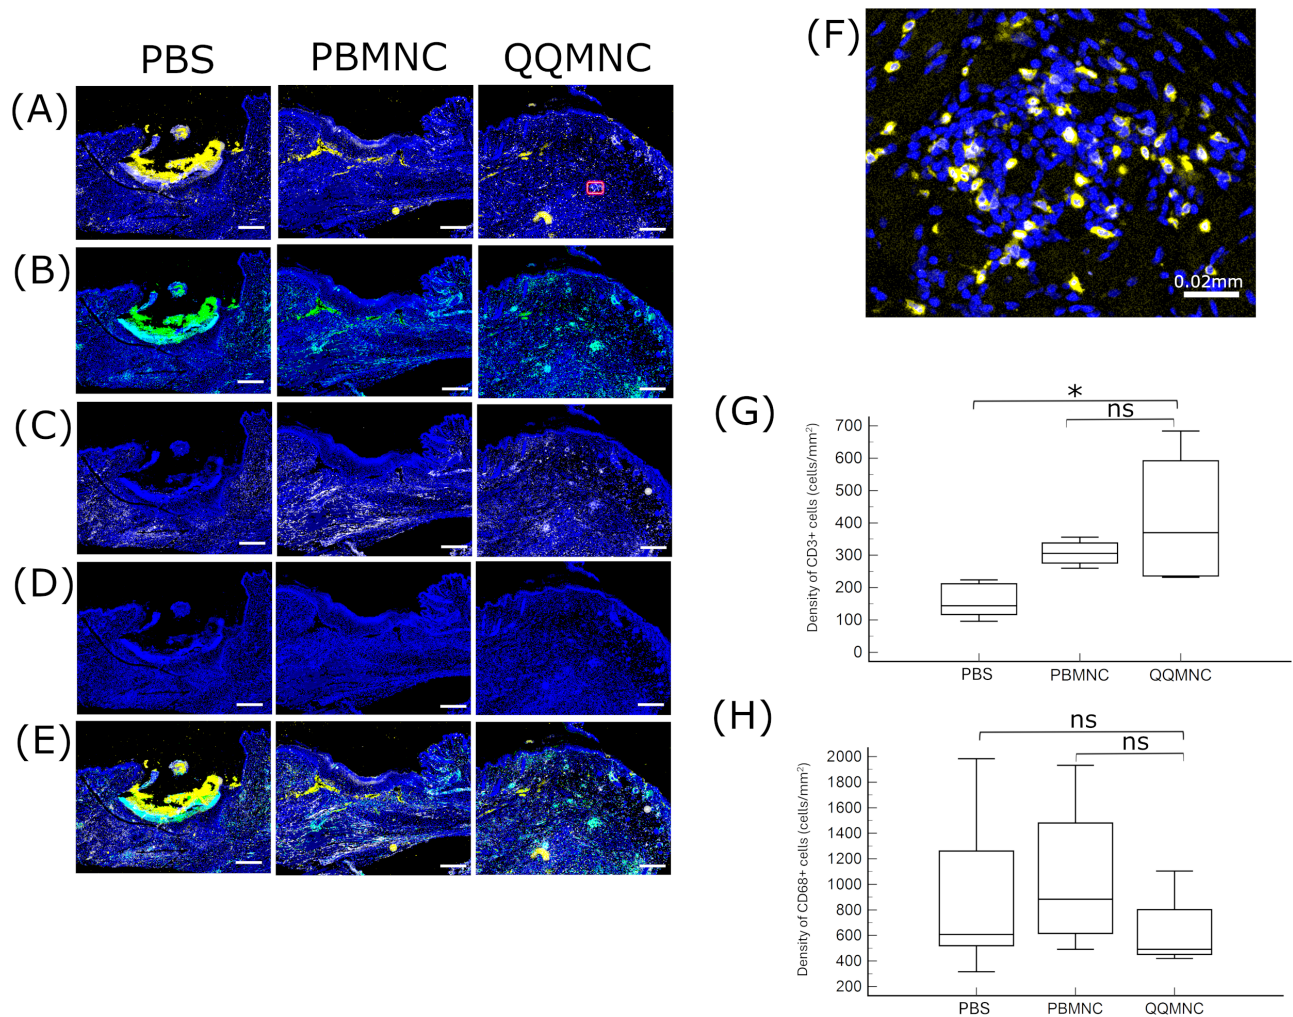 PBS PBMNC QQMNC
(A)
(B)
(C)
(D)
(E)
(F)
0.02mm
(G)
*
ns
Density of CD3+ cells (cells/mm²)
700
600
500
400
300
200
100
0
PBS PBMNC QQMNC
(H)
ns
ns
Density of CD68+ cells (cells/mm²)
2000
1800
1600
1400
1200
1000
800
600
400
200
PBS PBMNC QQMNC